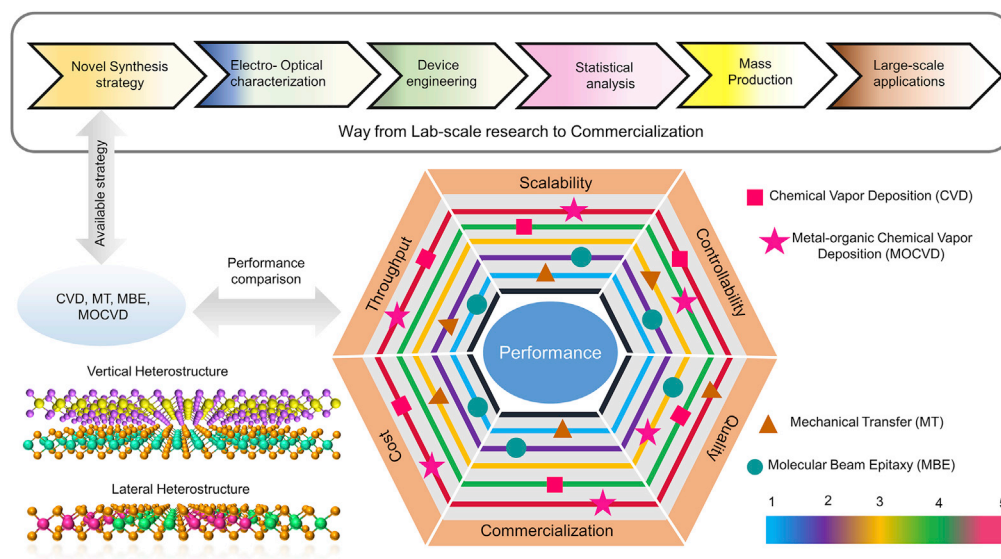 Novel Synthesis
strategy
Electro- Optical
characterization
Device
engineering
Statistical
analysis
Mass
Production
Large-scale
applications
Way from Lab-scale research to Commercialization
Available strategy
CVD, MT, MBE,
MOCVD
Performance
comparison
Vertical Heterostructure
Lateral Heterostructure
Scalability
Controllability
Quality
Commercialization
Cost
Throughput
Performance
Chemical Vapor Deposition (CVD)
Metal-organic Chemical Vapor
Deposition (MOCVD)
Mechanical Transfer (MT)
Molecular Beam Epitaxy (MBE)
1 2 3 4 5